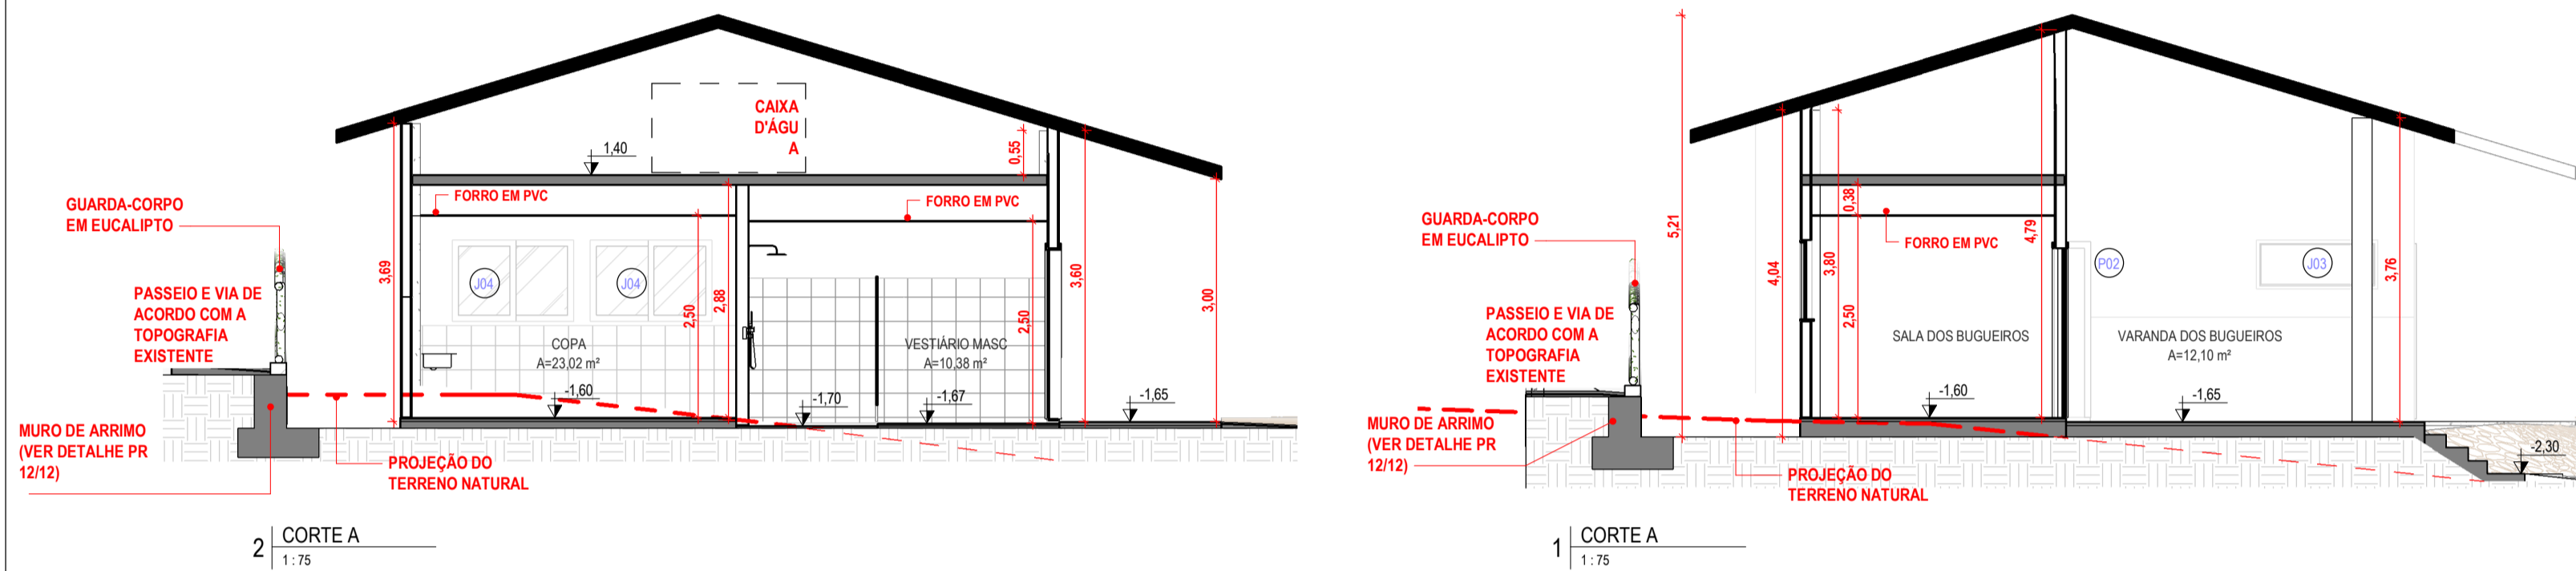 CAIXA
D'ÁGU
A
1,40
0,55
FORRO EM PVC
FORRO EM PVC
GUARDA-CORPO
EM EUCALIPTO
3,69
J04
J04
2,50
2,88
2,50
3,60
3,00
PASSEIO E VIA DE
ACORDO COM A
TOPOGRAFIA
EXISTENTE
COPA
A=23,02 m²
VESTIÁRIO MASC
A=10,38 m²
-1,60
-1,70
-1,67
-1,65
MURO DE ARRIMO
(VER DETALHE PR
12/12)
PROJEÇÃO DO
TERRENO NATURAL
2
CORTE A
1 : 75
5,21
GUARDA-CORPO
EM EUCALIPTO
4,04
3,80
0,38
2,50
4,79
FORRO EM PVC
P02
J03
3,76
PASSEIO E VIA DE
ACORDO COM A
TOPOGRAFIA
EXISTENTE
SALA DOS BUGUEIROS
VARANDA DOS BUGUEIROS
A=12,10 m²
-1,60
-1,65
-2,30
MURO DE ARRIMO
(VER DETALHE PR
12/12)
PROJEÇÃO DO
TERRENO NATURAL
1
CORTE A
1 : 75